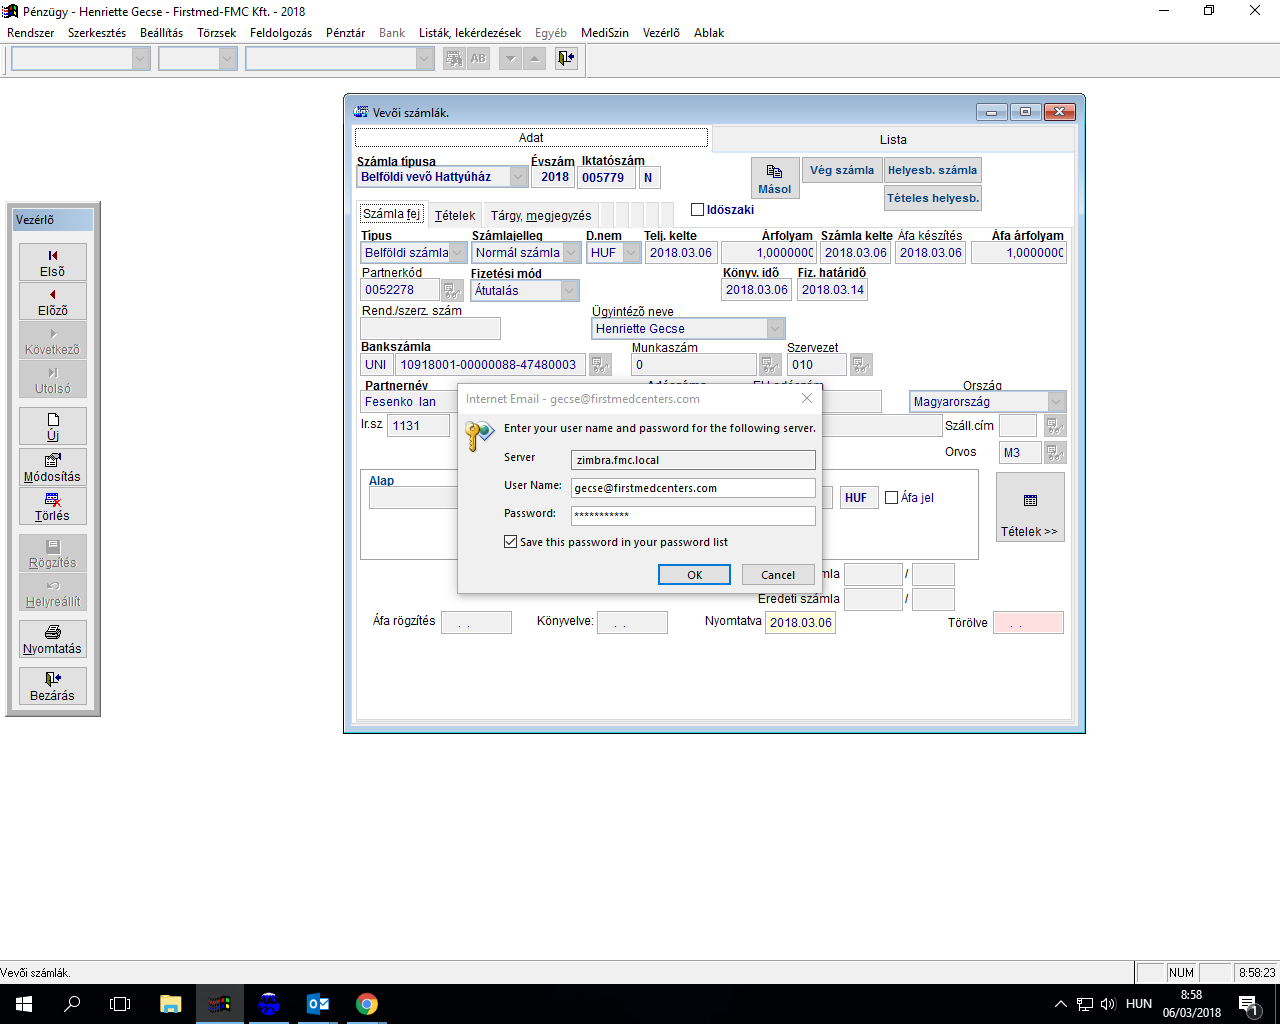 Pénzügy - Henriette Gecse - Firstmed-FMC Kft. - 2018
Rendszer Szerkesztés Beállítás Törzsek Feldolgozás Pénztár Bank Listák, lekérdezések Egyéb MediSzin Vezérlő Ablak
AB
Vevői számlák.
Adat Lista
Számla típusa Évszám Iktatószám
Belföldi vevő Hattyúház 2018 005779 N
Másol Vég számla Helyesb. számla
Tételes helyesb.
Számla fej Tételek Tárgy, megjegyzés Időszaki
Típus Számlajelleg D.nem Telj. kelte Árfolyam Számla kelte Áfa készítés Áfa árfolyam
Belföldi számla Normál számla HUF 2018.03.06 1,0000000 2018.03.06 2018.03.06 1,0000000
Partnerkód Fizetési mód Könyv. idő Fiz. határidő
0052278 Átutalás 2018.03.06 2018.03.14
Rend./szerz. szám Ügyintéző neve
Henriette Gecse
Bankszámla Munkaszám Szervezet
UNI 10918001-00000088-47480003 0 010
Partnernév Ország
Fesenko Ian Magyarország
Ir.sz 1131 Száll.cím
Orvos M3
Alap
HUF Áfa jel
Tételek >>
Internet Email - gecse@firstmedcenters.com
Enter your user name and password for the following server.
Server zimbra.fmc.local
User Name: gecse@firstmedcenters.com
Password: ***********
Save this password in your password list
OK Cancel
/
Eredeti számla /
Áfa rögzítés . . Könyvelve: . . Nyomtatva 2018.03.06 Törölve . .
Vezérlő
Első
Előző
Következő
Utolsó
Új
Módosítás
Törlés
Rögzítés
Helyreállít
Nyomtatás
Bezárás
Vevői számlák. NUM 8:58:23
HUN 8:58
06/03/2018
1